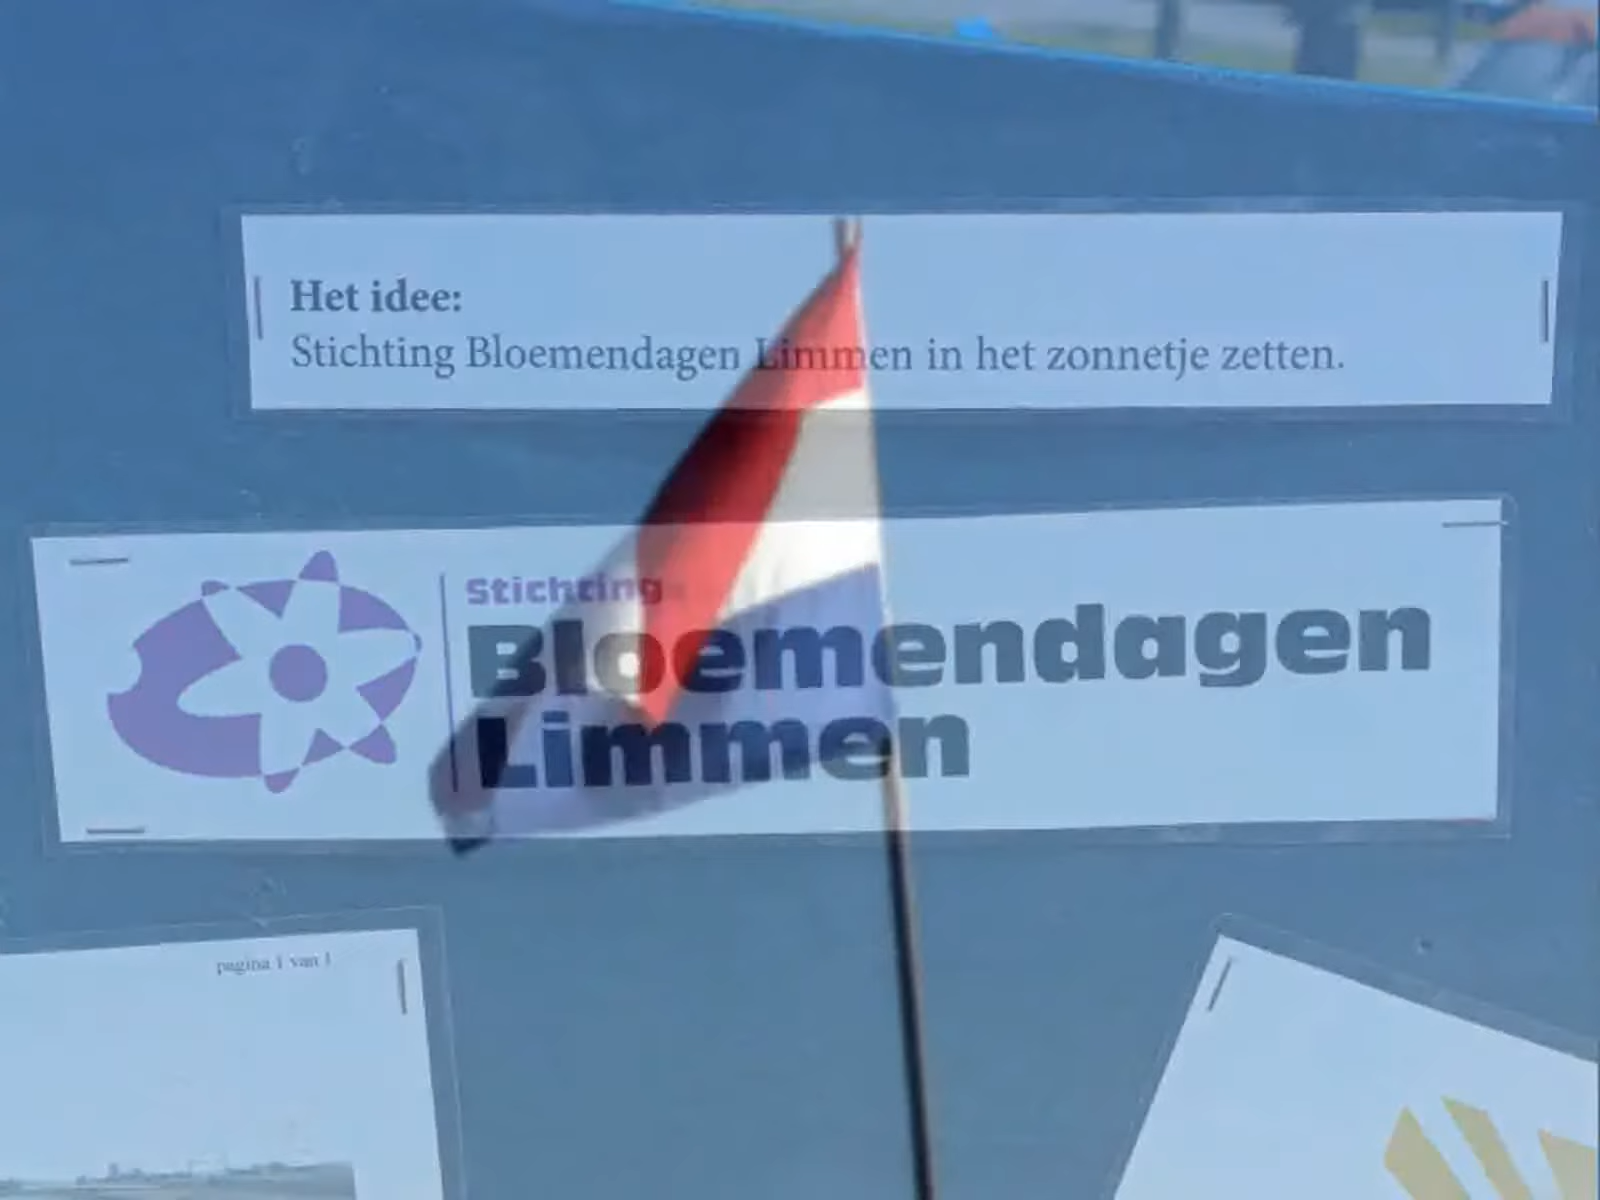 Het idee:
Stichting Bloemendagen Limmen in het zonnetje zetten.
Stichting
Bloemendagen
Limmen
pagina 1 van 1